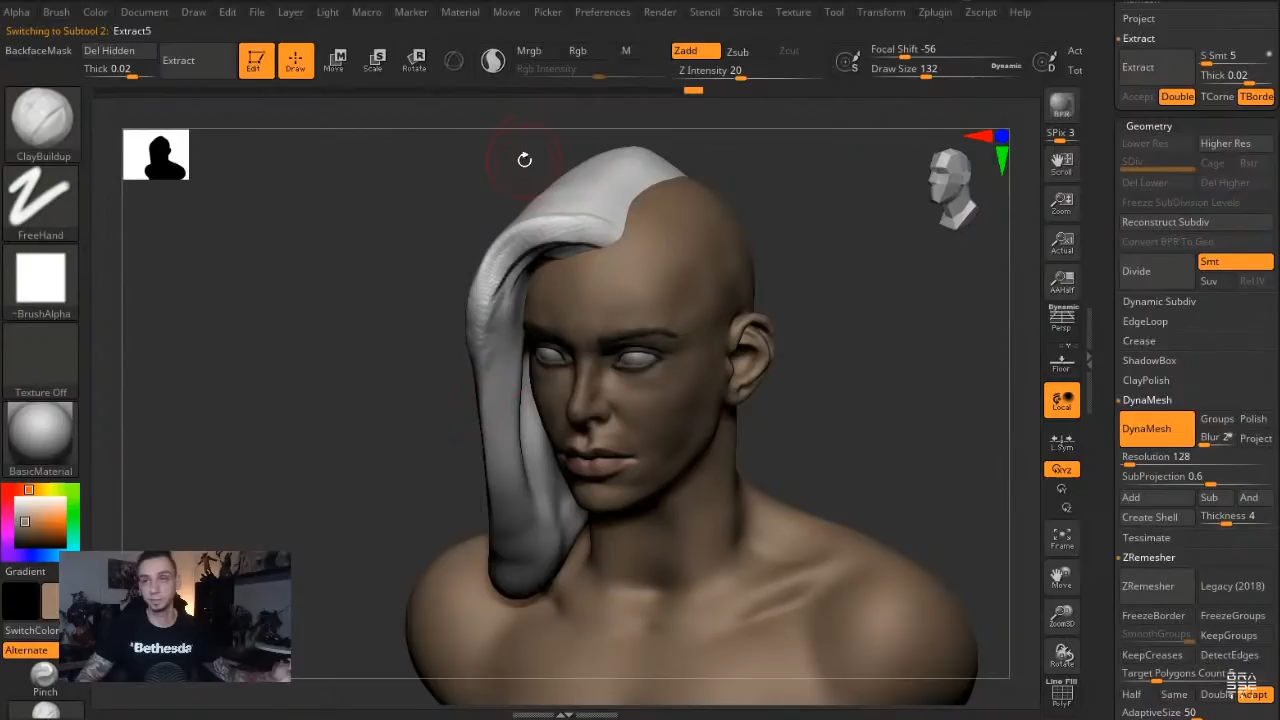 Alpha Brush Color Document Draw Edit File Layer Light Macro Marker Material Movie Picker Preferences Render Stencil Stroke Texture Tool Transform Zplugin Zscript Help
Switching to Subtool 2: Extract5
BackfaceMask
Del Hidden
Thick 0.02
Extract
Edit
Draw
Move
Scale
Rotate
Mrgb Rgb M
Rgb Intensity
Zadd Zsub Zcut
Z Intensity 20
Focal Shift -56
Draw Size 132
Dynamic
S
D
Act
Tot
ClayBuildup
FreeHand
~BrushAlpha
Texture Off
BasicMaterial
Gradient
SwitchColor
Alternate
Pinch
Bethesda
BPR
SPix 3
Scroll
Zoom
Actual
AAHalf
Dynamic
Persp
Floor
Local
L.Sym
XYZ
Y
Z
Frame
Move
Zoom3D
Rotate
Line Fill
PolyF
Project
Extract
Extract
S Smt 5
Thick 0.02
Accept Double TCorne TBorde
Geometry
Lower Res Higher Res
SDiv Cage Rstr
Del Lower Del Higher
Freeze SubDivision Levels
Reconstruct Subdiv
Convert BPR To Geo
Divide
Smt
Suv ReUV
Dynamic Subdiv
EdgeLoop
Crease
ShadowBox
ClayPolish
DynaMesh
DynaMesh
Groups Polish
Blur 2 Project
Resolution 128
SubProjection 0.6
Add Sub And
Create Shell Thickness 4
Tessimate
ZRemesher
ZRemesher Legacy (2018)
FreezeBorder FreezeGroups
SmoothGroups KeepGroups
KeepCreases DetectEdges
Target Polygons Count
Half Same Double Adapt
AdaptiveSize 50